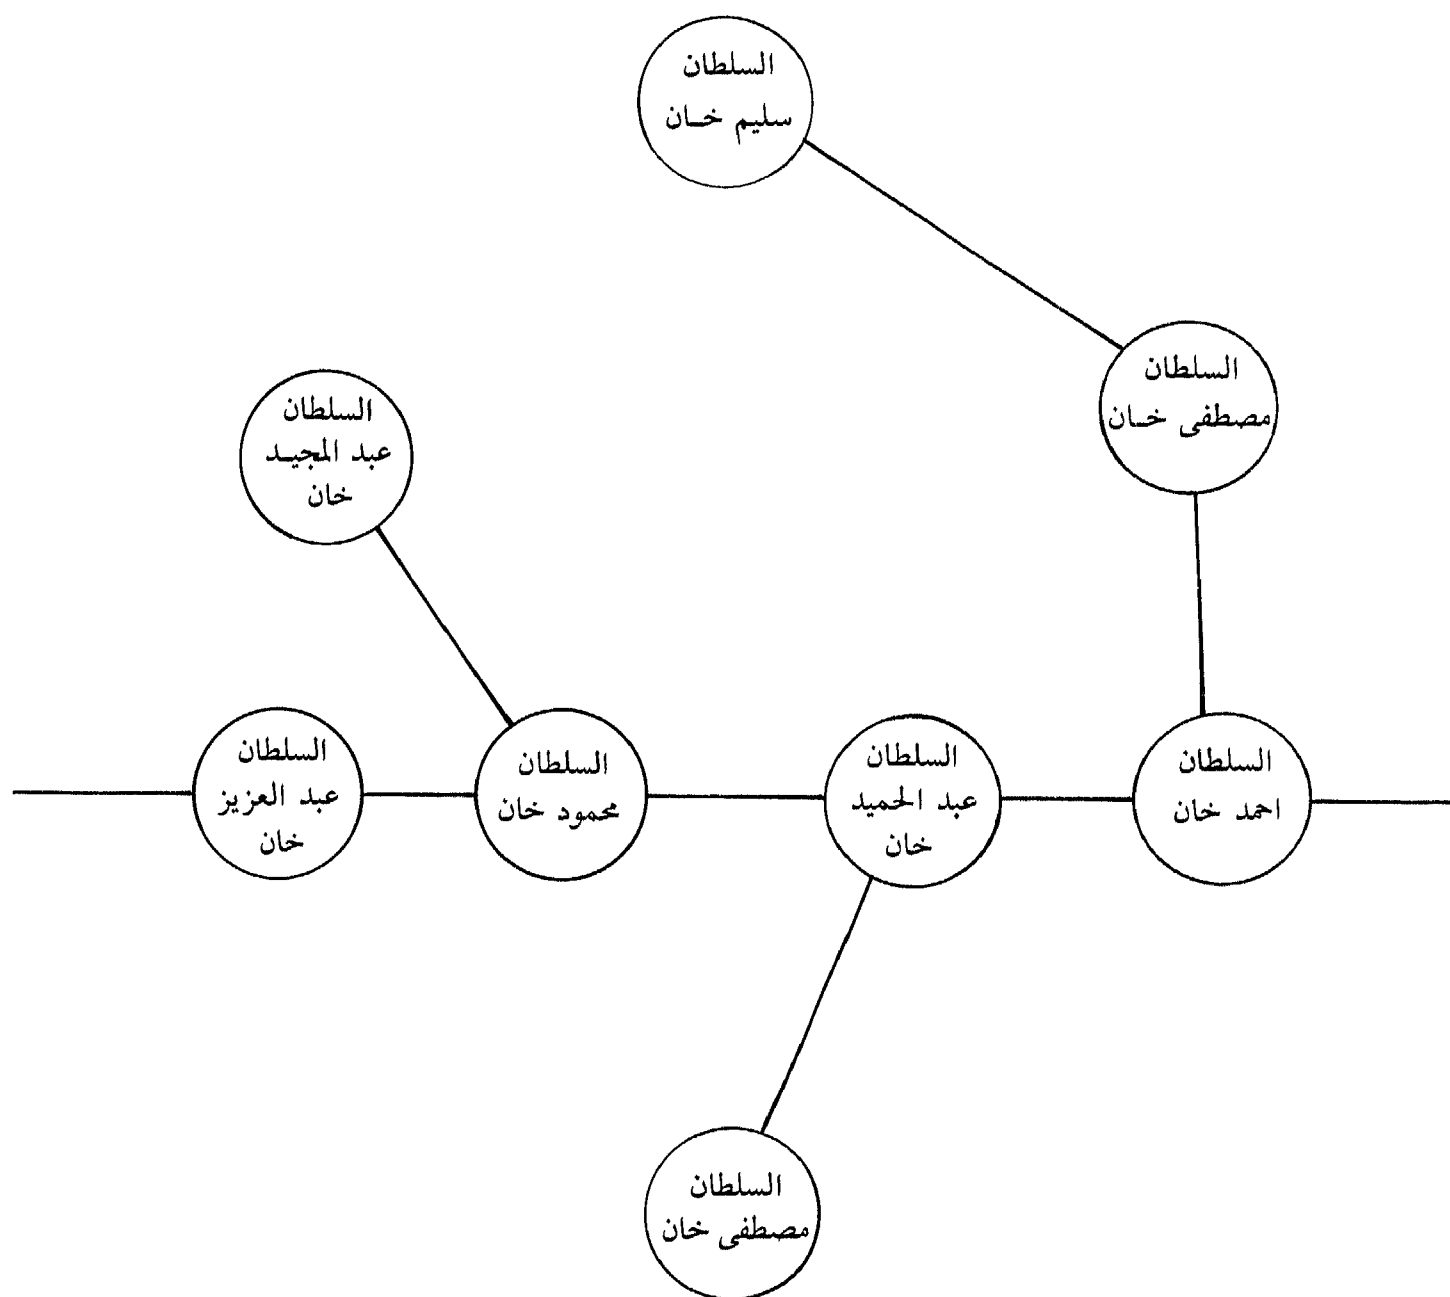 السلطان
سليم خان
السلطان
مصطفى خان
السلطان
عبد المجيد
خان
السلطان
احمد خان
السلطان
عبد الحميد
خان
السلطان
محمود خان
السلطان
عبد العزيز
خان
السلطان
مصطفى خان